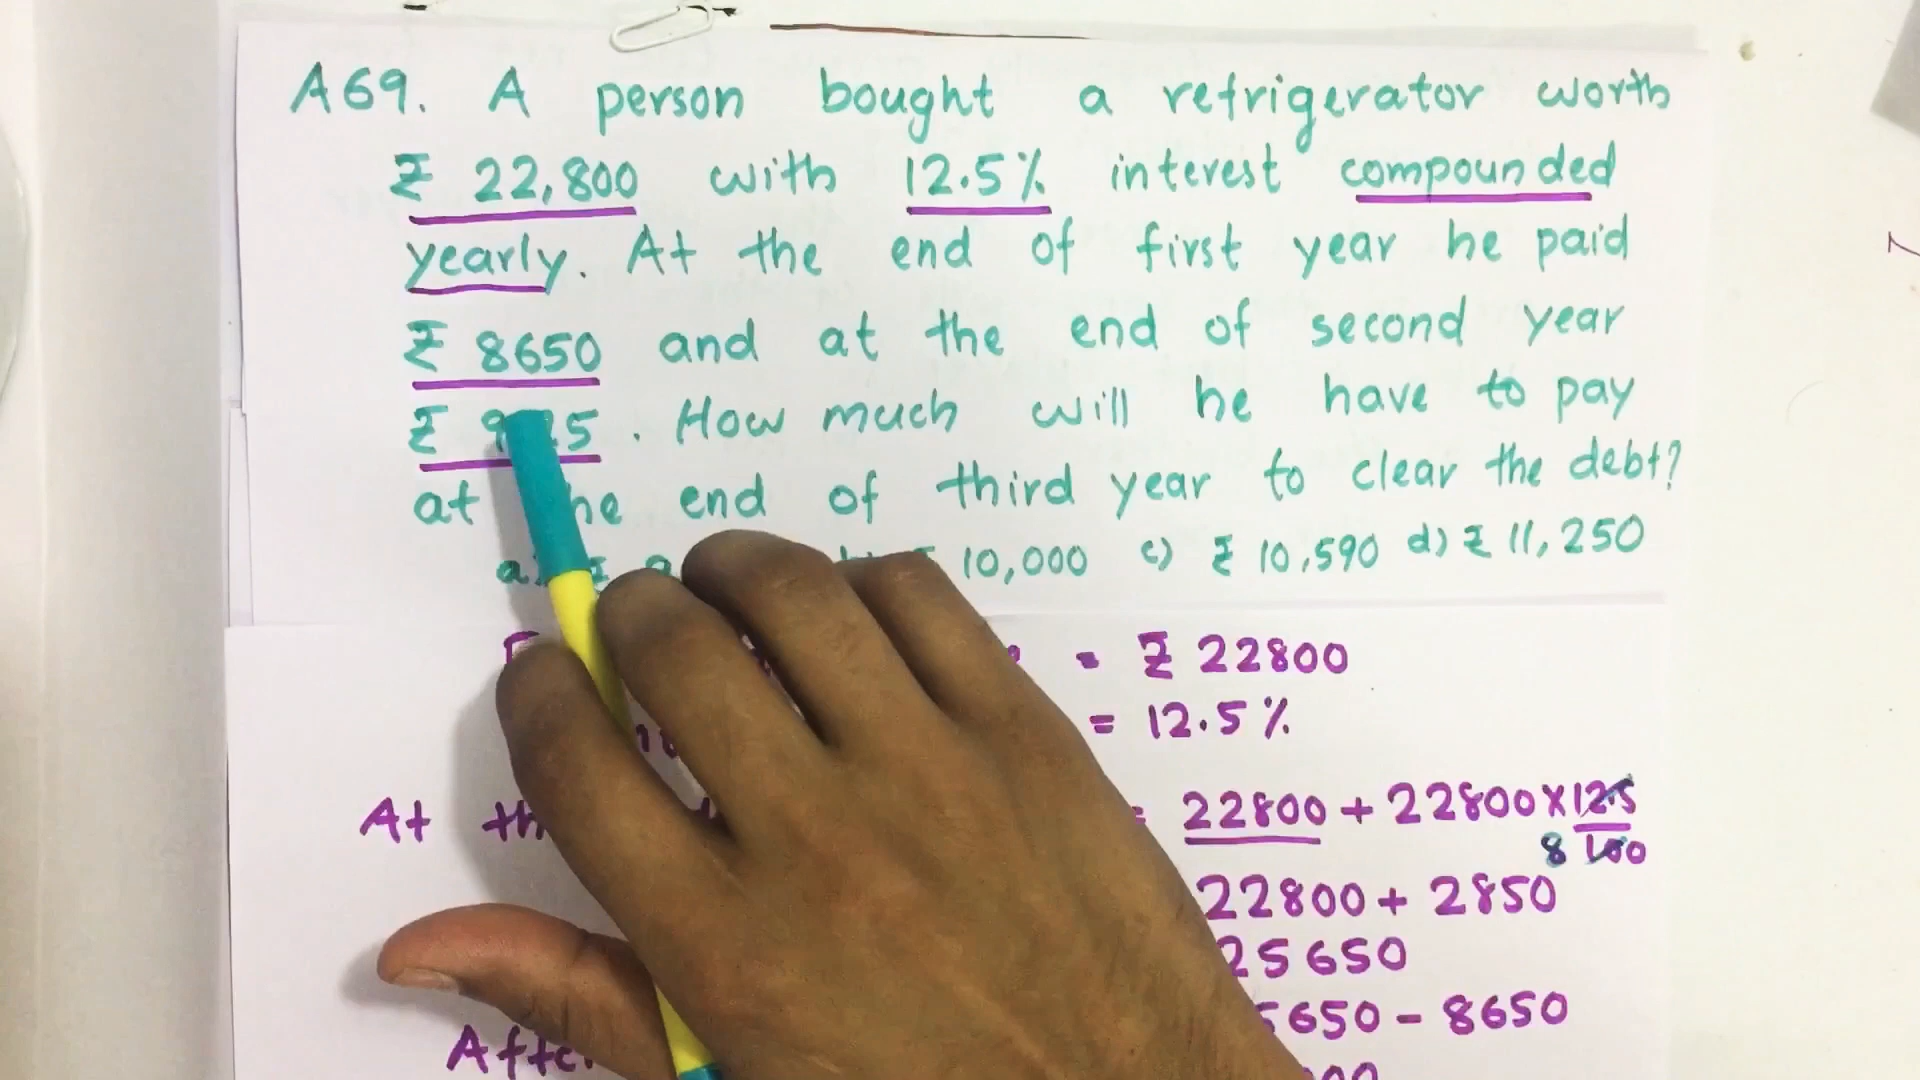 A69. A person bought a refrigerator worth
₹ 22,800 with 12.5% interest compounded
yearly. At the end of first year he paid
₹ 8650 and at the end of second year
₹ . How much will he have to pay
at end of third year to clear the debt?
a) ₹ 10,000 c) ₹ 10,590 d) ₹ 11,250
= ₹ 22800
= 12.5%
At = 22800 + 22800 × 12.5
8 100
22800 + 2850
25650
5650 - 8650